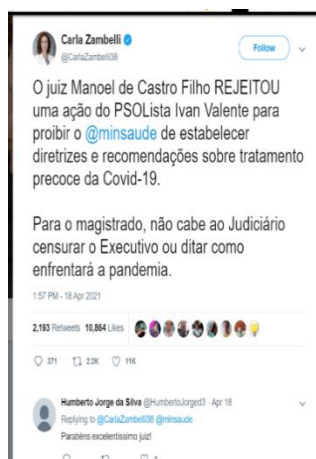 Carla Zambelli
@CarlaZambelli38
Follow
O juiz Manoel de Castro Filho REJEITOU
uma ação do PSOLista Ivan Valente para
proibir o @minsaude de estabelecer
diretrizes e recomendações sobre tratamento
precoce da Covid-19.
Para o magistrado, não cabe ao Judiciário
censurar o Executivo ou ditar como
enfrentará a pandemia.
1:57 PM - 18 Apr 2021
2,193 Retweets 10,864 Likes
371 2.2K 11K
Humberto Jorge da Silva @HumbertoJorged3 · Apr 18
Replying to @CarlaZambelli38 @minsaude
Parabéns excelentíssimo juiz!